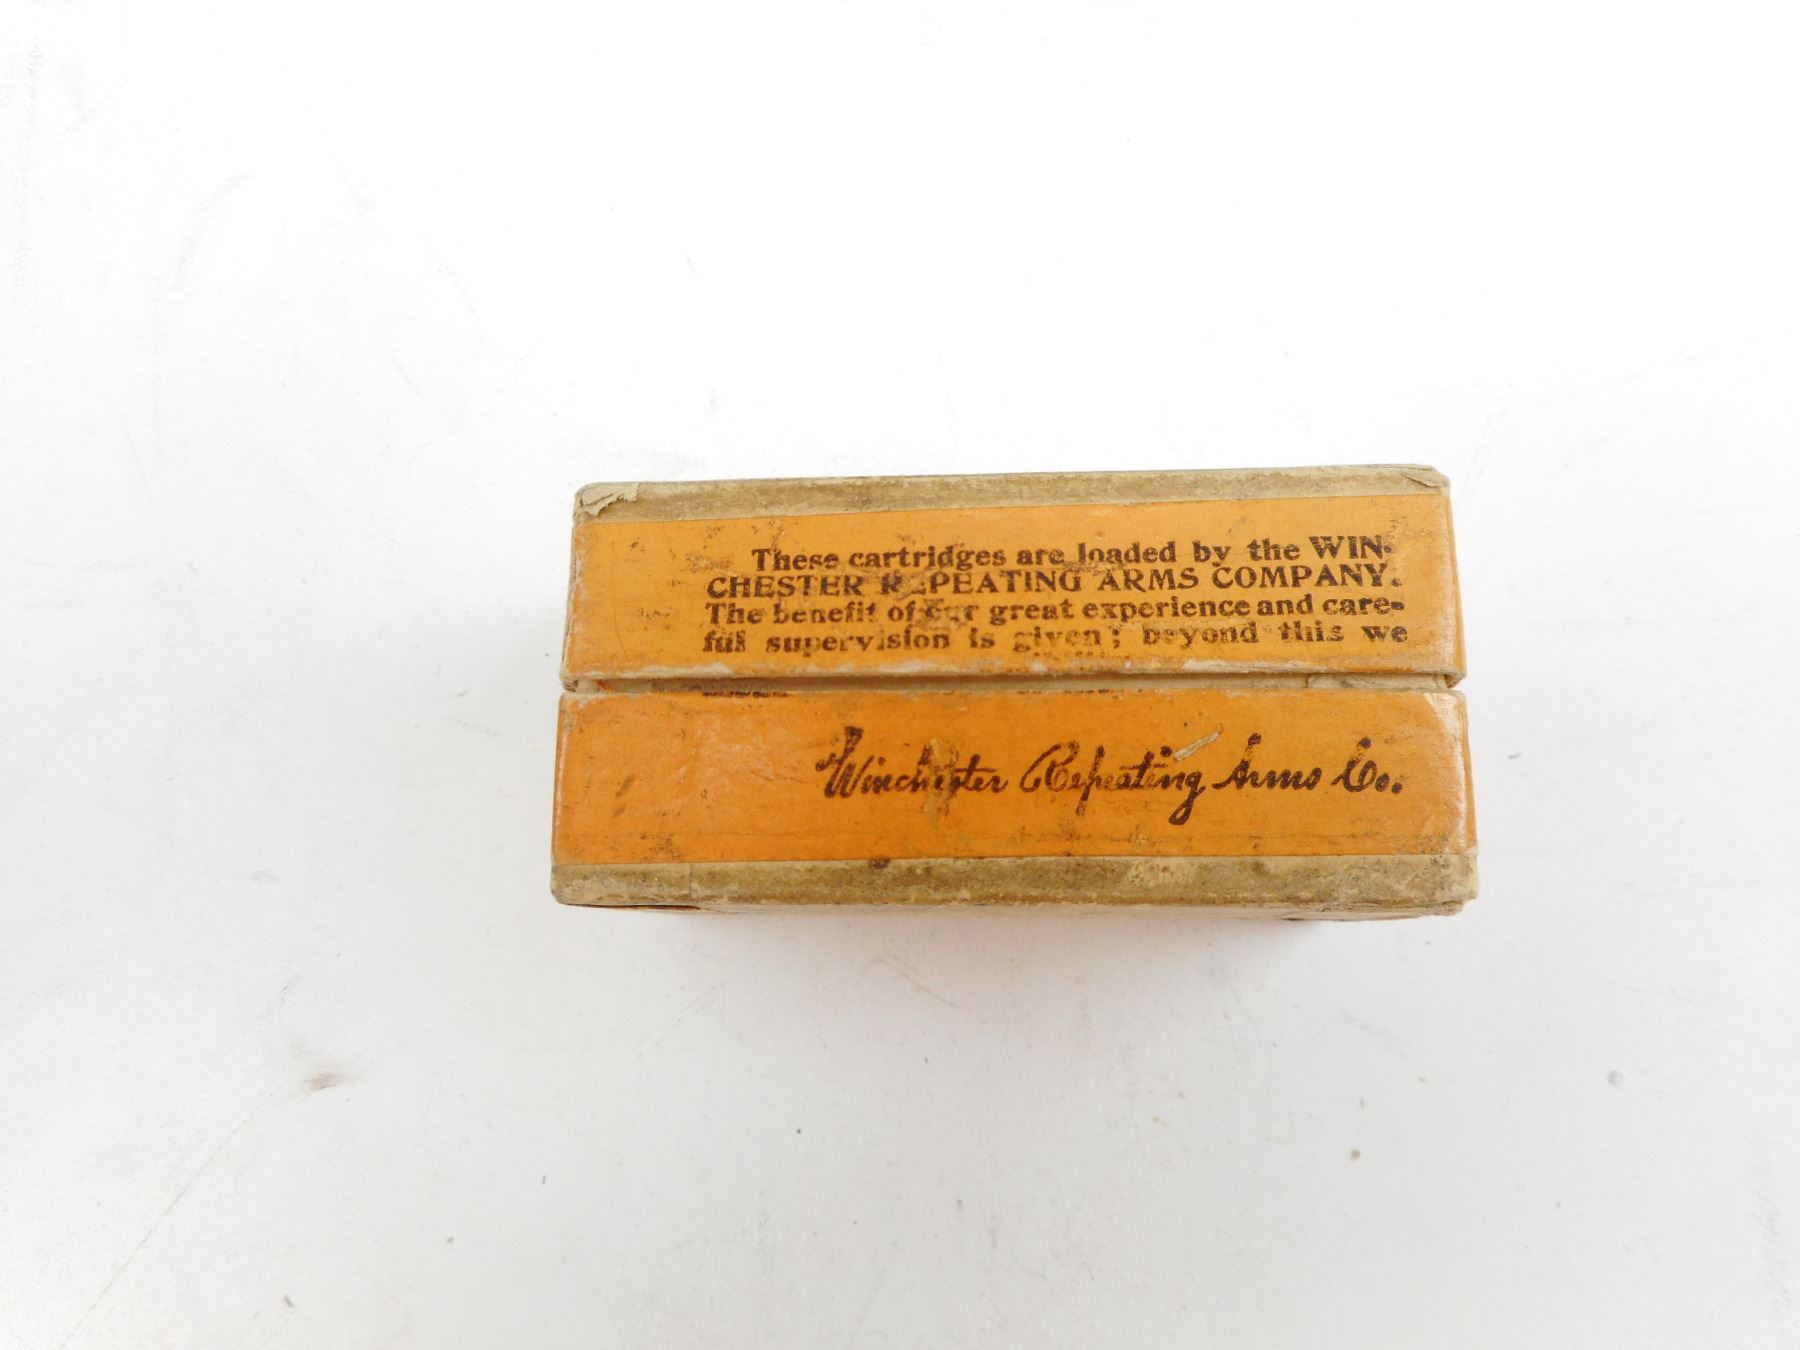 These cartridges are loaded by the WIN-
CHESTER REPEATING ARMS COMPANY.
The benefit of our great experience and care-
ful supervision is given; beyond this we
Winchester Repeating Arms Co.